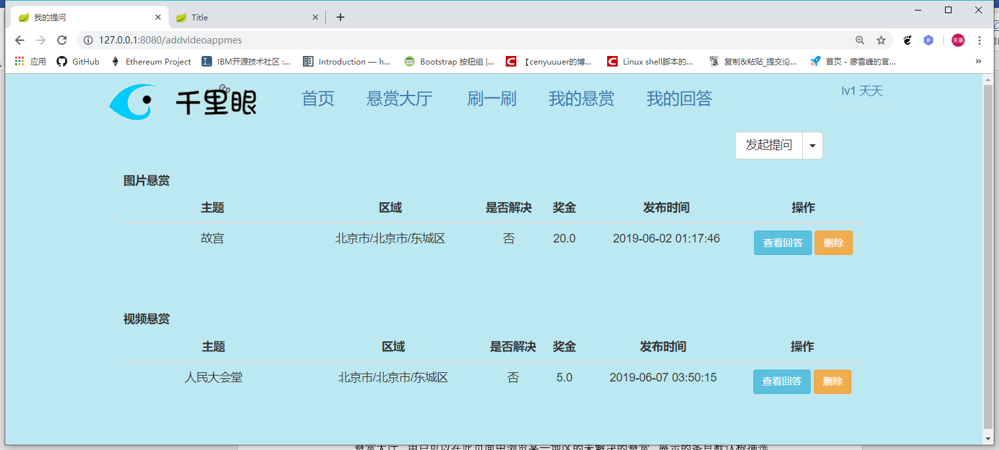 我的提问
Title
127.0.0.1:8080/addvideoappmes
天豪
应用
GitHub
Ethereum Project
IBM开源技术社区 :...
Introduction — h...
Bootstrap 按钮组 |...
【cenyuuuer的博...
Linux shell脚本的...
复制&粘贴_提交论...
首页 - 廖雪峰的官...
千里眼
首页
悬赏大厅
刷一刷
我的悬赏
我的回答
lv1 天天
发起提问
图片悬赏
主题 区域 是否解决 奖金 发布时间 操作
故宫 北京市/北京市/东城区 否 20.0 2019-06-02 01:17:46 查看回答 删除
视频悬赏
主题 区域 是否解决 奖金 发布时间 操作
人民大会堂 北京市/北京市/东城区 否 5.0 2019-06-07 03:50:15 查看回答 删除